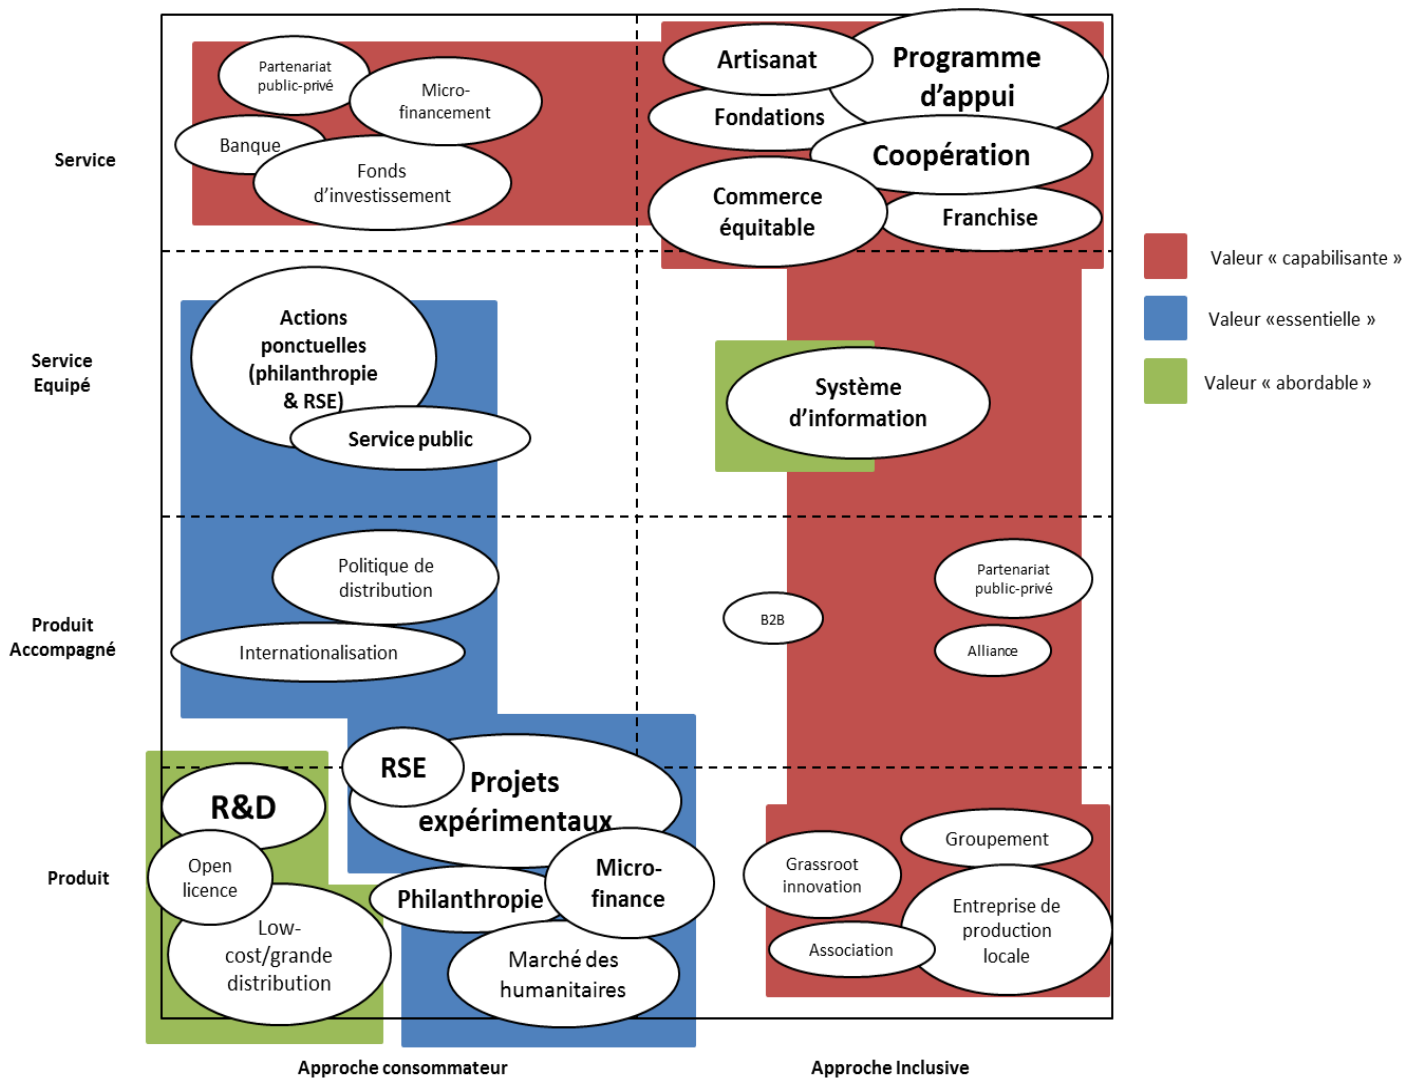 Service
Partenariat
public-privé
Micro-
financement
Banque
Fonds
d’investissement
Artisanat
Programme
d’appui
Fondations
Coopération
Commerce
équitable
Franchise
Service
Equipé
Actions
ponctuelles
(philanthropie
& RSE)
Service public
Système
d’information
Produit
Accompagné
Politique de
distribution
Internationalisation
B2B
Partenariat
public-privé
Alliance
Produit
R&D
Open
licence
Low-
cost/grande
distribution
RSE
Projets
expérimentaux
Philanthropie
Micro-
finance
Marché des
humanitaires
Grassroot
innovation
Groupement
Association
Entreprise de
production
locale
Approche consommateur
Approche Inclusive
Valeur « capabilisante »
Valeur «essentielle »
Valeur « abordable »